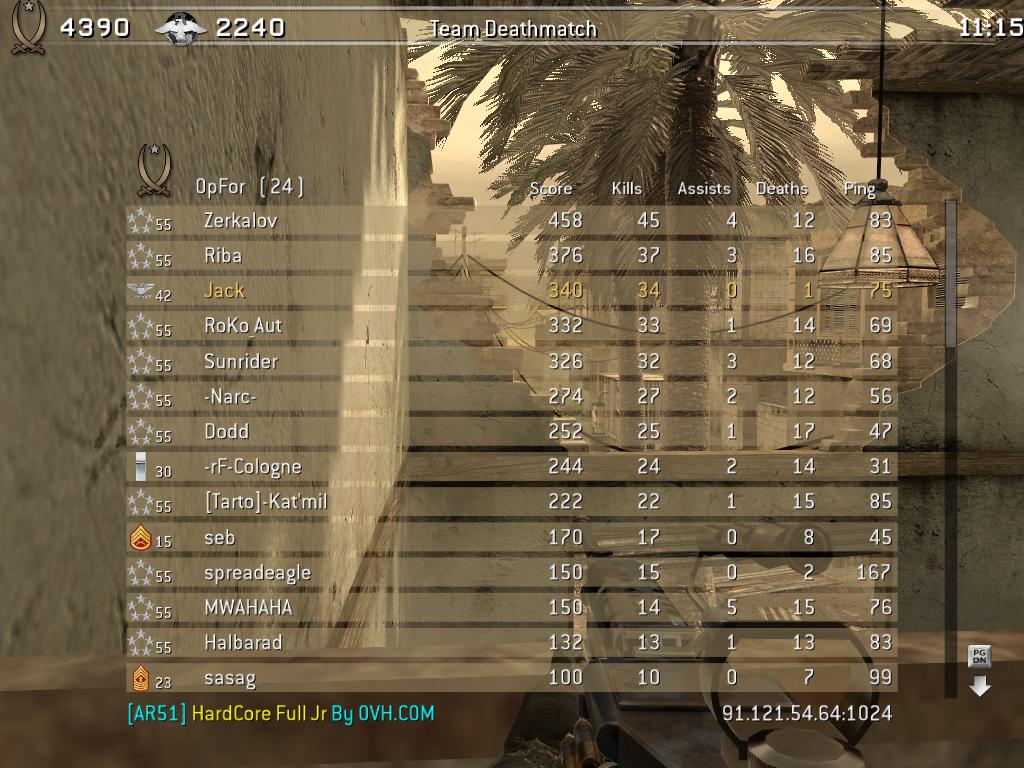 4390 2240 Team Deathmatch 11:15
OpFor [24] Score Kills Assists Deaths Ping
55 Zerkalov 458 45 4 12 83
55 Riba 376 37 3 16 85
42 Jack 340 34 0 1 75
55 RoKo Aut 332 33 1 14 69
55 Sunrider 326 32 3 12 68
55 -Narc- 274 27 2 12 56
55 Dodd 252 25 1 17 47
30 -rF-Cologne 244 24 2 14 31
55 [Tarto]-Kat'mil 222 22 1 15 85
15 seb 170 17 0 8 45
55 spreadeagle 150 15 0 2 167
55 MWAHAHA 150 14 5 15 76
55 Halbarad 132 13 1 13 83
23 sasag 100 10 0 7 99
PG
DN
[AR51] HardCore Full Jr By OVH.COM 91.121.54.64:1024